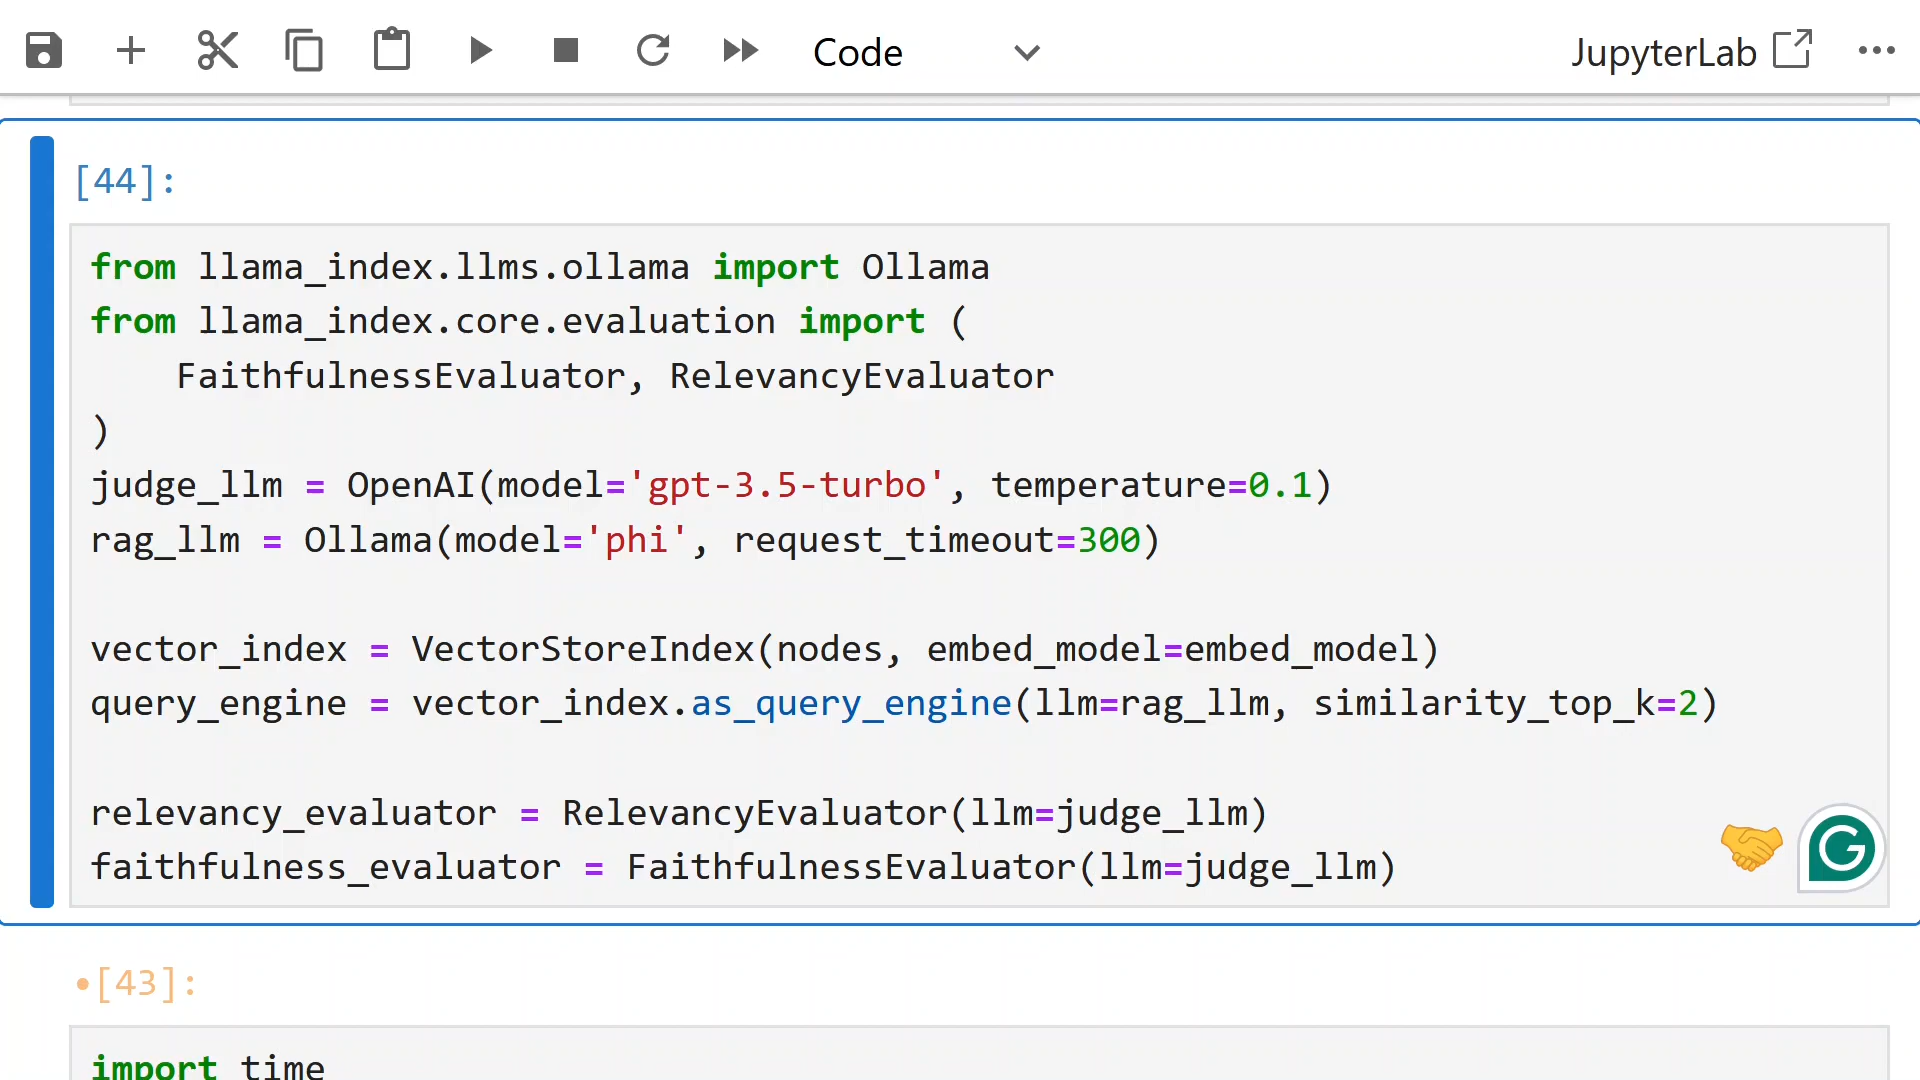 Code
JupyterLab
[44]:
from llama_index.llms.ollama import Ollama
from llama_index.core.evaluation import (
    FaithfulnessEvaluator, RelevancyEvaluator
)
judge_llm = OpenAI(model='gpt-3.5-turbo', temperature=0.1)
rag_llm = Ollama(model='phi', request_timeout=300)

vector_index = VectorStoreIndex(nodes, embed_model=embed_model)
query_engine = vector_index.as_query_engine(llm=rag_llm, similarity_top_k=2)

relevancy_evaluator = RelevancyEvaluator(llm=judge_llm)
faithfulness_evaluator = FaithfulnessEvaluator(llm=judge_llm)
G
•[43]:
import time